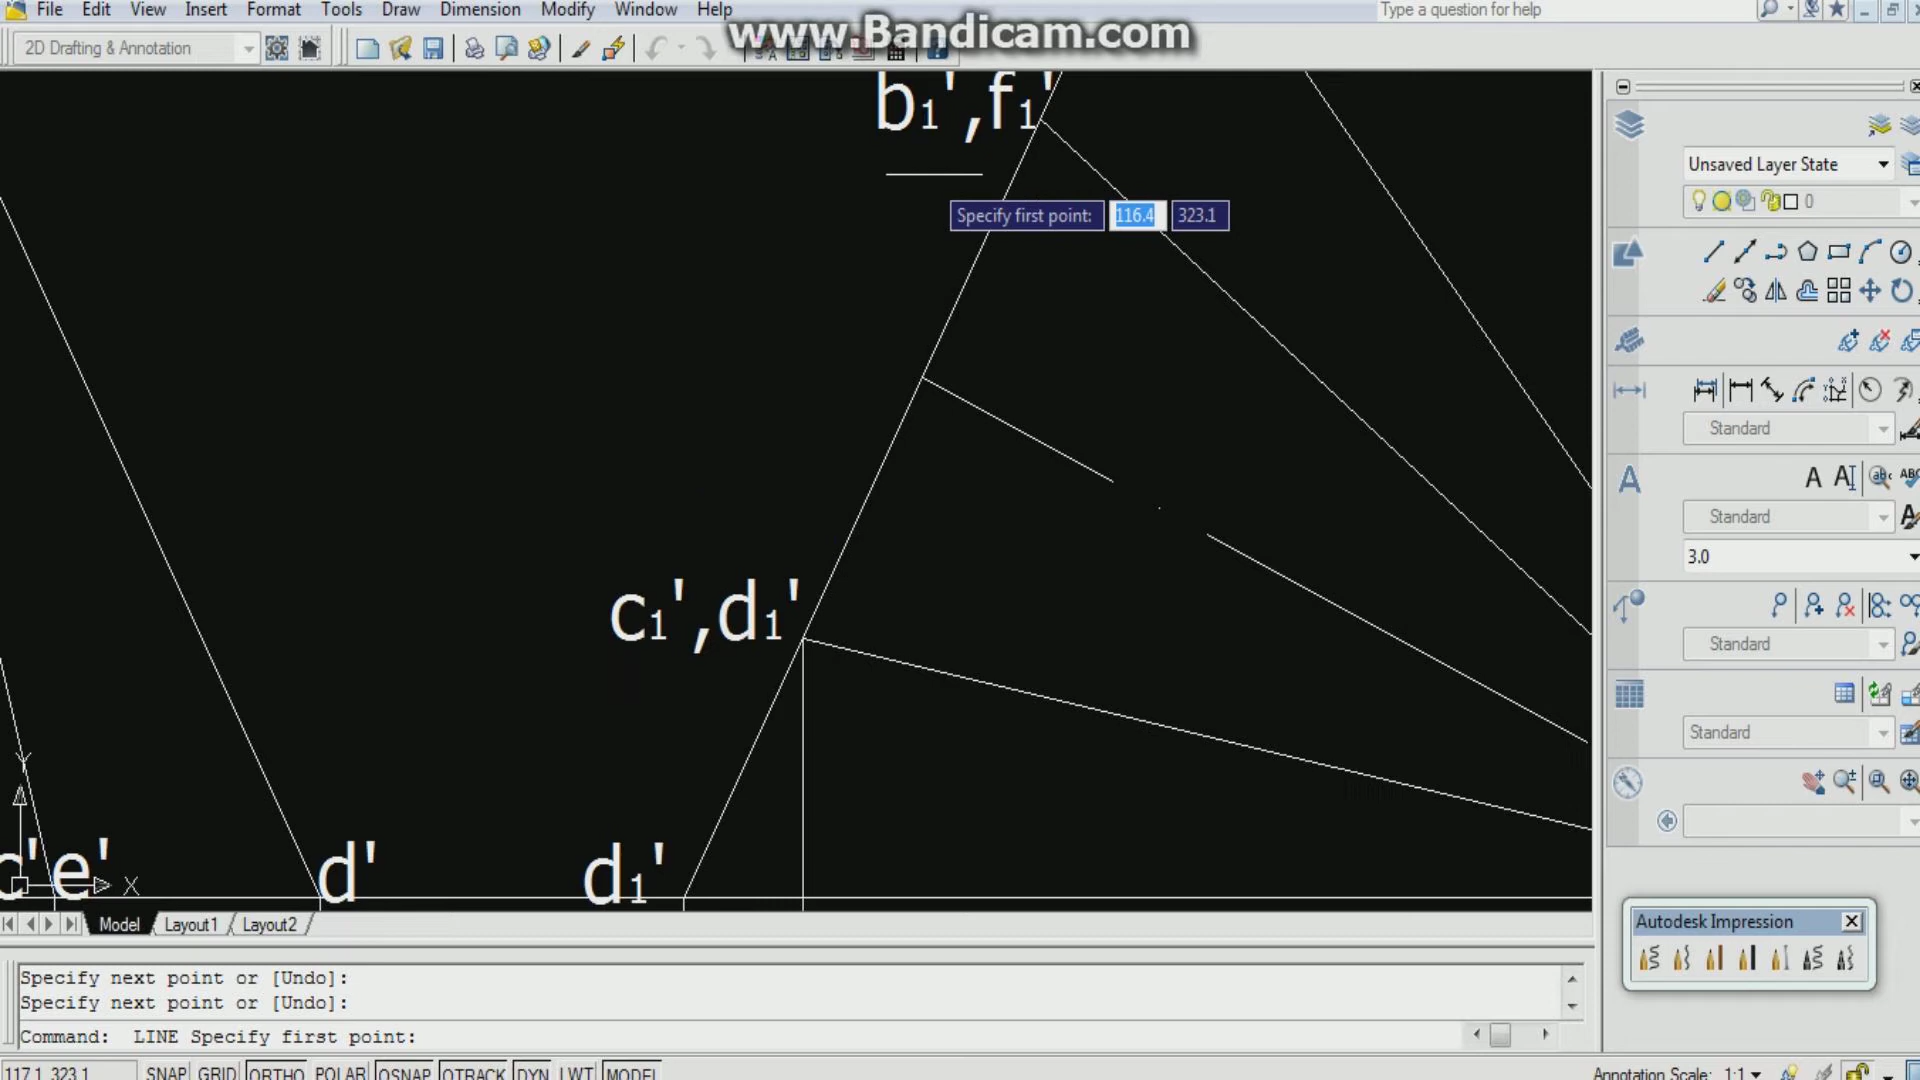 File Edit View Insert Format Tools Draw Dimension Modify Window Help
Type a question for help
www.Bandicam.com
2D Drafting & Annotation
b1',f1'
Unsaved Layer State
0
Specify first point: 116.4 323.1
Standard
Standard
3.0
c1',d1'
Standard
Standard
Y
X
c'e' d' d1'
Model Layout1 Layout2
Autodesk Impression
Specify next point or [Undo]:
Specify next point or [Undo]:
Command: LINE Specify first point:
117.1, 323.1 SNAP GRID ORTHO POLAR OSNAP OTRACK DYN LWT MODEL Annotation Scale: 1:1